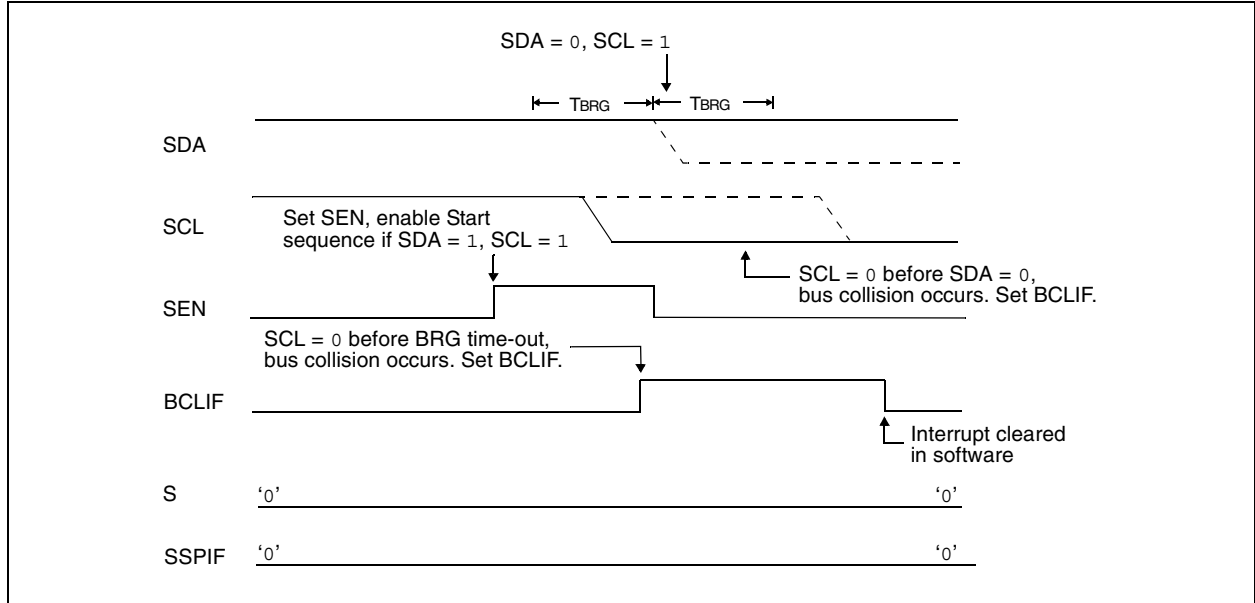 SDA = 0, SCL = 1
TBRG TBRG
SDA
SCL
Set SEN, enable Start
sequence if SDA = 1, SCL = 1
SCL = 0 before SDA = 0,
bus collision occurs. Set BCLIF.
SEN
SCL = 0 before BRG time-out,
bus collision occurs. Set BCLIF.
BCLIF
Interrupt cleared
in software
S ‘0’ ‘0’
SSPIF ‘0’ ‘0’